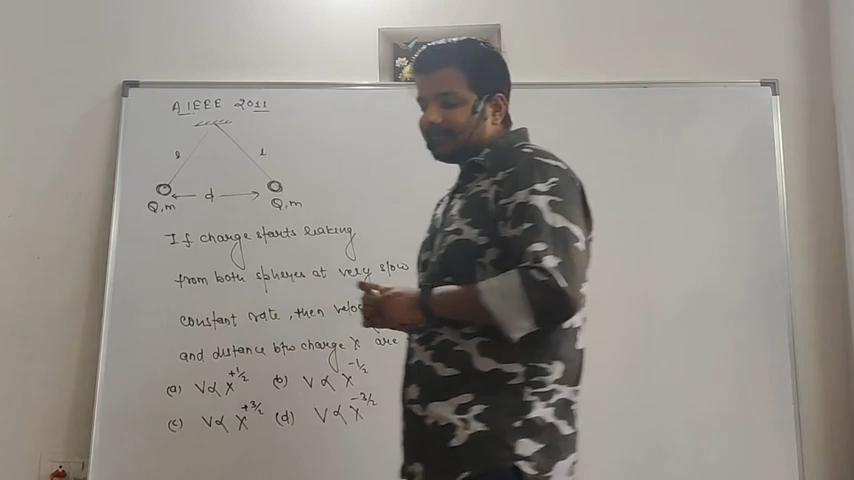 AIEEE 2011
l l
d
Q,m Q,m
If charge starts leaking
from both spheres at very slow
constant rate, then
and distance b/w charge x are
(a) V∝x^+1/2 (b) V∝x^-1/2
(c) V∝x^+3/2 (d) V∝x^-3/2